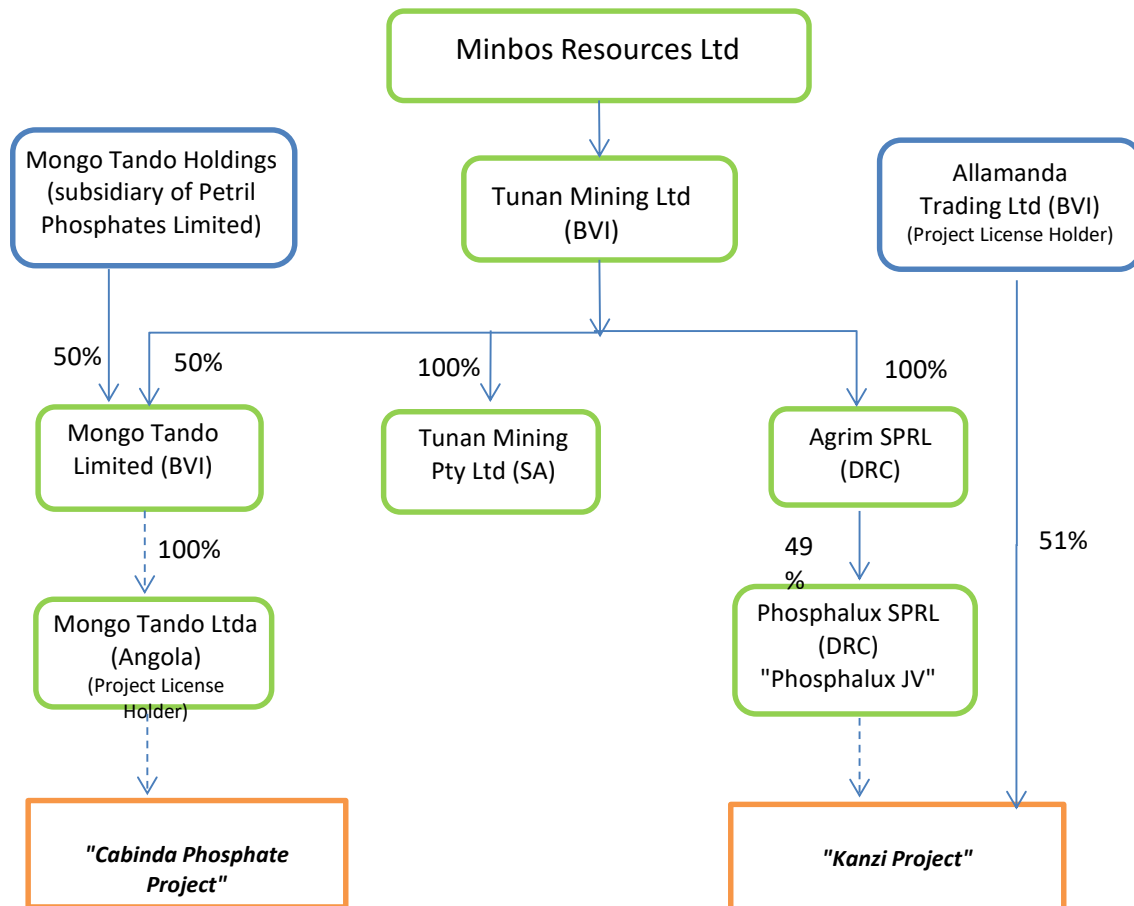 Minbos Resources Ltd
Mongo Tando Holdings
(subsidiary of Petril
Phosphates Limited)
Tunan Mining Ltd
(BVI)
Allamanda
Trading Ltd (BVI)
(Project License Holder)
50%
50%
100%
100%
Mongo Tando
Limited (BVI)
Tunan Mining
Pty Ltd (SA)
Agrim SPRL
(DRC)
100%
49
%
51%
Mongo Tando Ltda
(Angola)
(Project License
Holder)
Phosphalux SPRL
(DRC)
"Phosphalux JV"
"Cabinda Phosphate
Project"
"Kanzi Project"